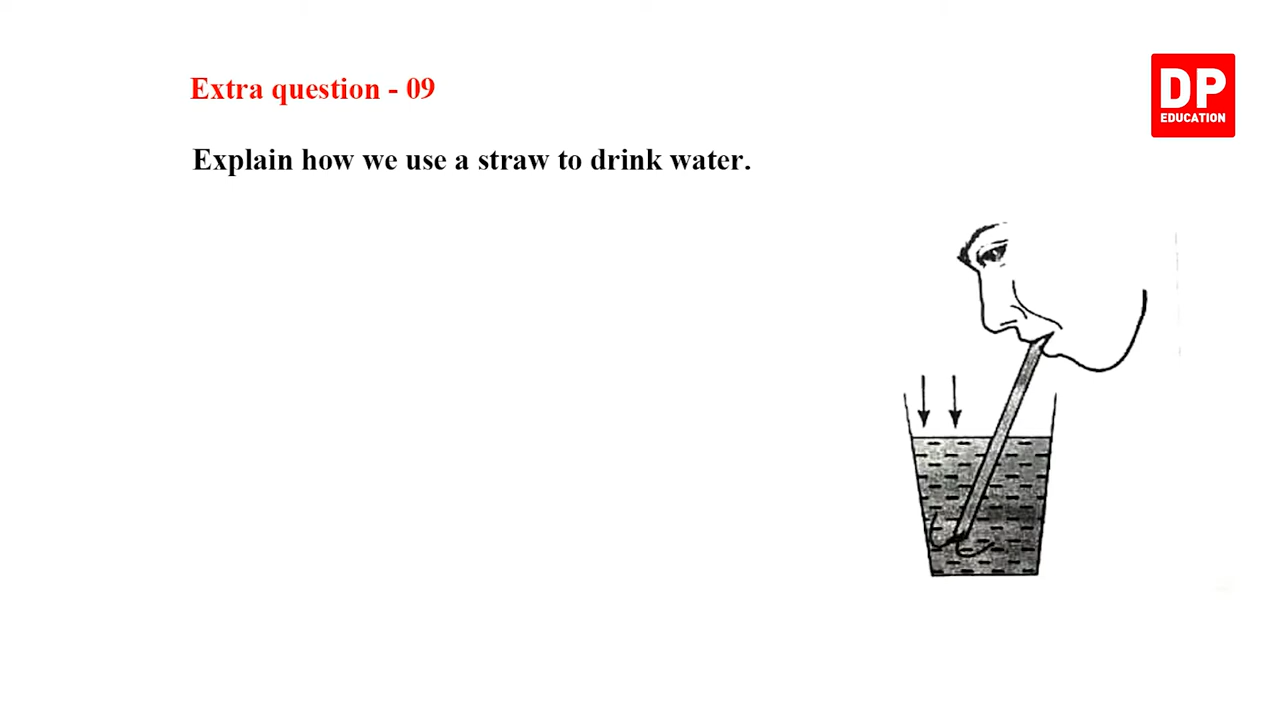 Extra question - 09
DP
EDUCATION
Explain how we use a straw to drink water.